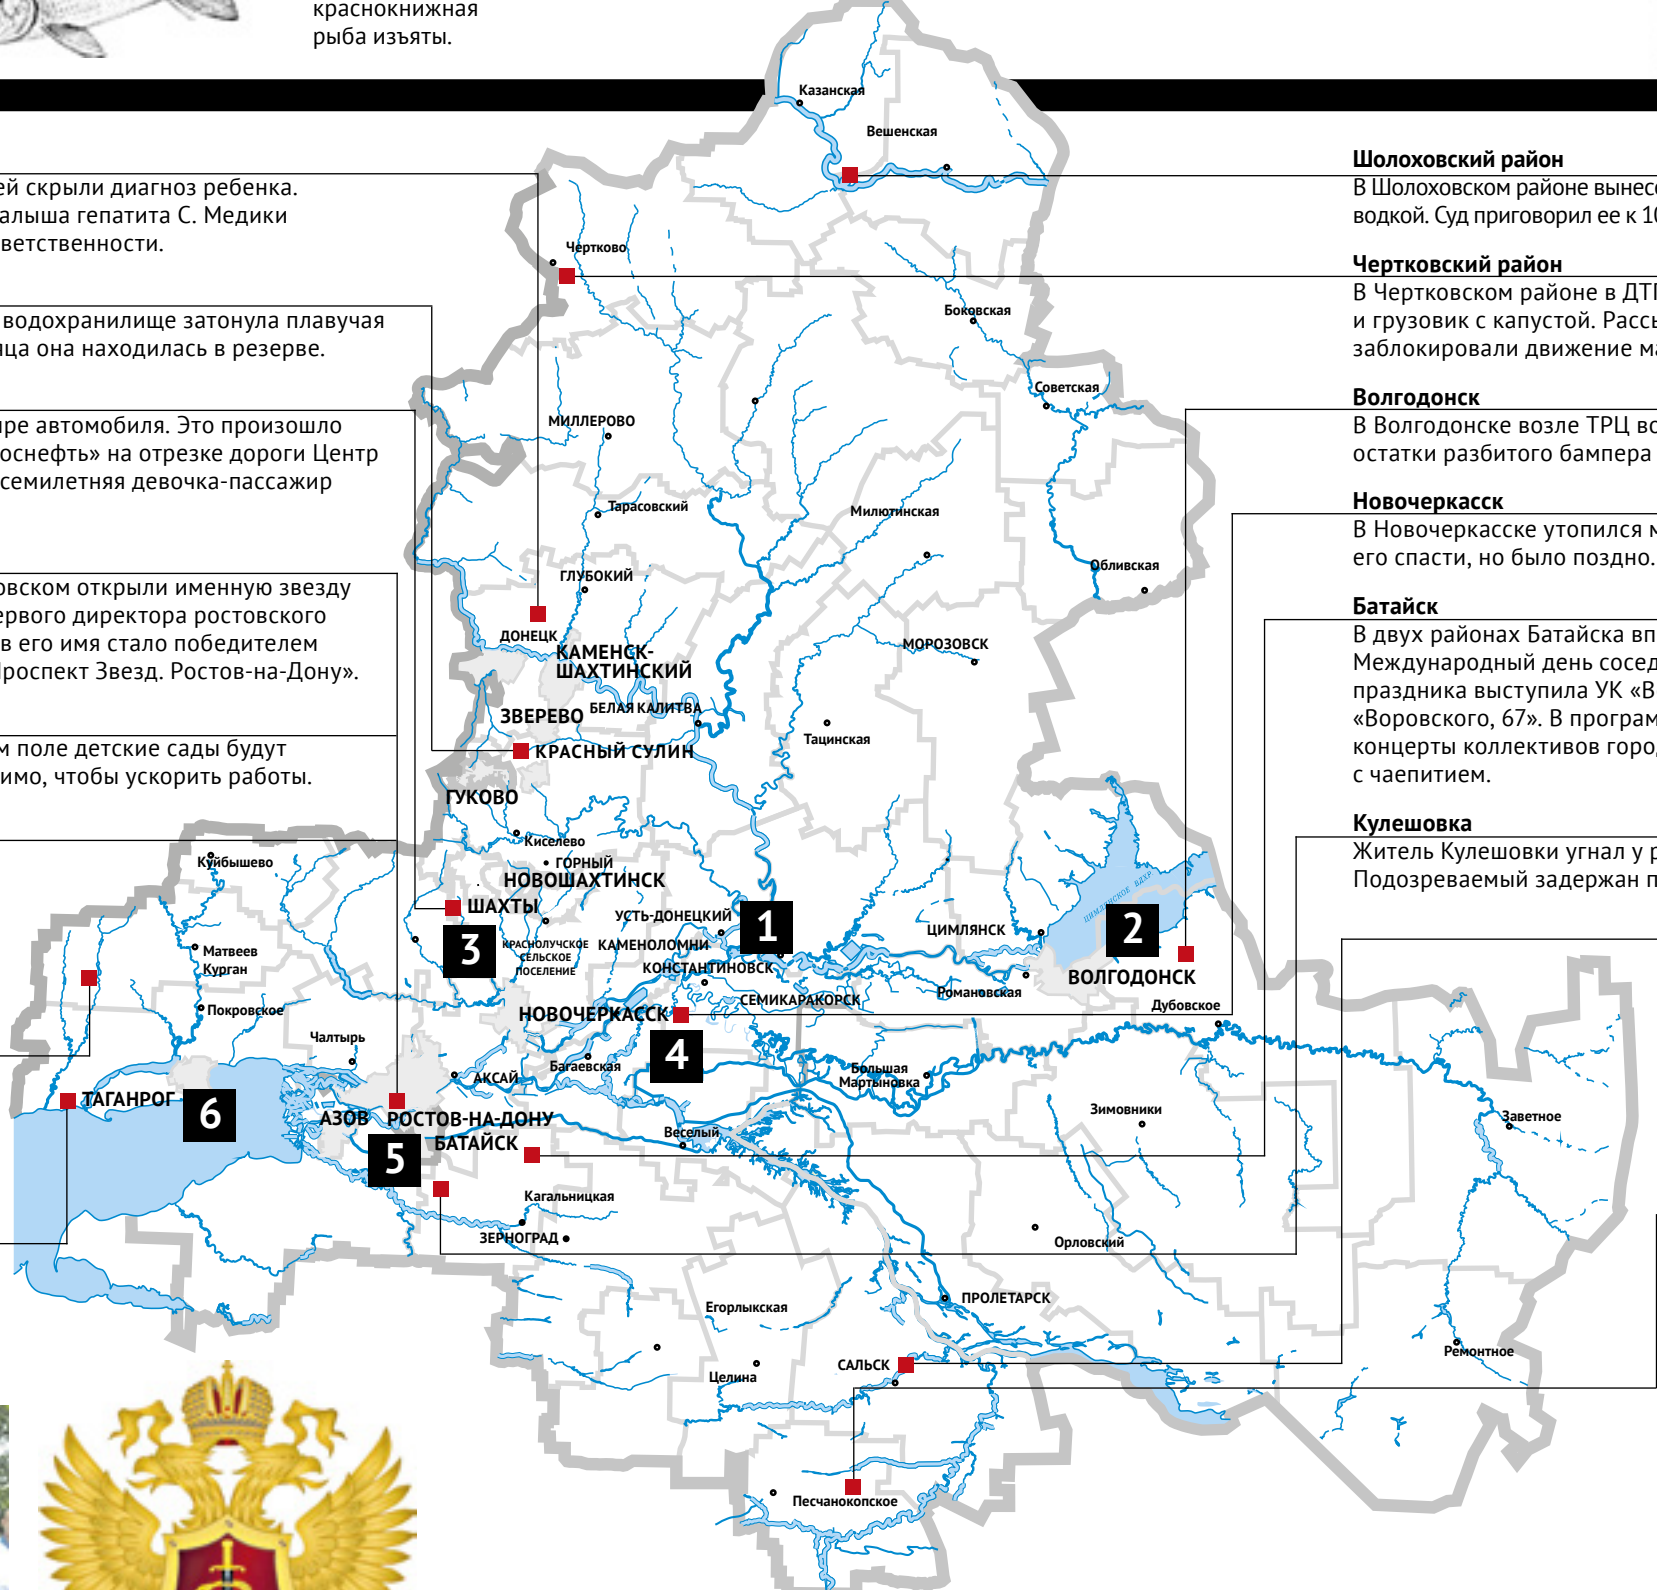 краснокнижная
рыба изъяты.
ей скрыли диагноз ребенка.
алыша гепатита С. Медики
ветственности.
водохранилище затонула плавучая
яца она находилась в резерве.
ре автомобиля. Это произошло
оснефть» на отрезке дороги Центр
семилетняя девочка-пассажир
овском открыли именную звезду
ервого директора ростовского
в его имя стало победителем
Проспект Звезд. Ростов-на-Дону».
м поле детские сады будут
имо, чтобы ускорить работы.
Казанская
Вешенская
Чертково
Боковская
Советская
МИЛЛЕРОВО
Тарасовский
Милютинская
ГЛУБОКИЙ
Обливская
ДОНЕЦК
КАМЕНСК-
ШАХТИНСКИЙ
МОРОЗОВСК
ЗВЕРЕВО
БЕЛАЯ КАЛИТВА
Тацинская
КРАСНЫЙ СУЛИН
ГУКОВО
Киселево
ГОРНЫЙ
НОВОШАХТИНСК
Куйбышево
ШАХТЫ
УСТЬ-ДОНЕЦКИЙ
1
2
3
ЦИМЛЯНСКОЕ ВДХР.
ЦИМЛЯНСК
КРАСНОЛУЧСКОЕ
СЕЛЬСКОЕ
ПОСЕЛЕНИЕ
КАМЕНОЛОМНИ
КОНСТАНТИНОВСК
ВОЛГОДОНСК
Матвеев
Курган
Романовская
СЕМИКАРАКОРСК
Дубовское
Покровское
НОВОЧЕРКАССК
Чалтырь
4
Багаевская
АКСАЙ
Большая
Мартыновка
ТАГАНРОГ
6
АЗОВ
РОСТОВ-НА-ДОНУ
Зимовники
Заветное
БАТАЙСК
Веселый
5
Кагальницкая
ЗЕРНОГРАД
Орловский
ПРОЛЕТАРСК
Егорлыкская
Ремонтное
САЛЬСК
Целина
Песчанокопское
Шолоховский район
В Шолоховском районе вынес
водкой. Суд приговорил ее к 10
Чертковский район
В Чертковском районе в ДТП
и грузовик с капустой. Рассы
заблокировали движение ма
Волгодонск
В Волгодонске возле ТРЦ во
остатки разбитого бампера
Новочеркасск
В Новочеркасске утопился м
его спасти, но было поздно.
Батайск
В двух районах Батайска вп
Международный день сосед
праздника выступила УК «В
«Воровского, 67». В програм
концерты коллективов горо
с чаепитием.
Кулешовка
Житель Кулешовки угнал у р
Подозреваемый задержан п